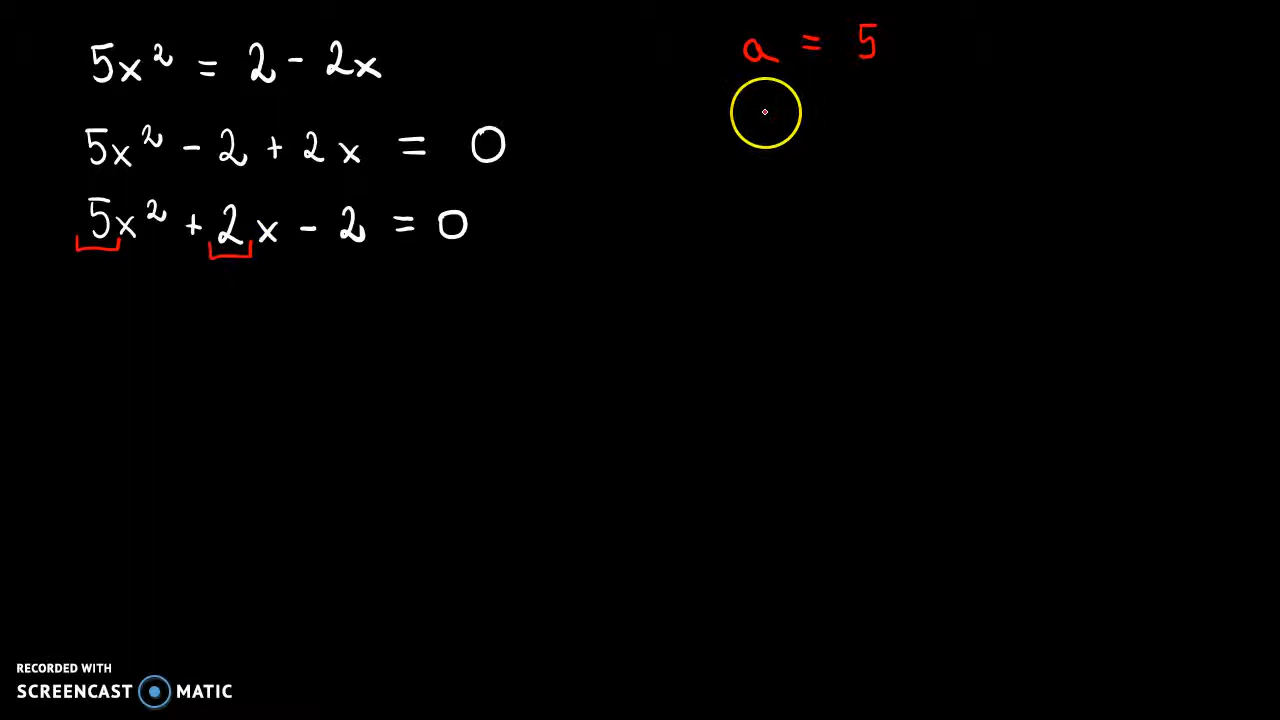 5x² = 2 - 2x
5x² - 2 + 2x = 0
5x² + 2x - 2 = 0
a = 5
RECORDED WITH
SCREENCAST MATIC